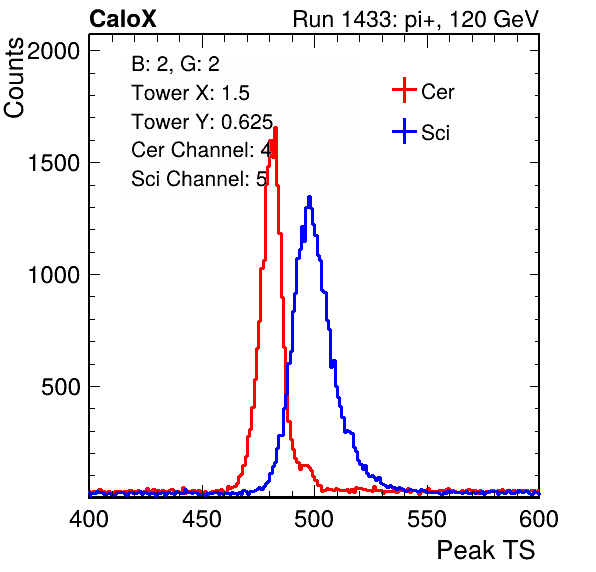 CaloX Run 1433: pi+, 120 GeV
Counts
2000
1500
1000
500
B: 2, G: 2
Tower X: 1.5
Tower Y: 0.625
Cer Channel: 4
Sci Channel: 5
Cer
Sci
400 450 500 550 600
Peak TS